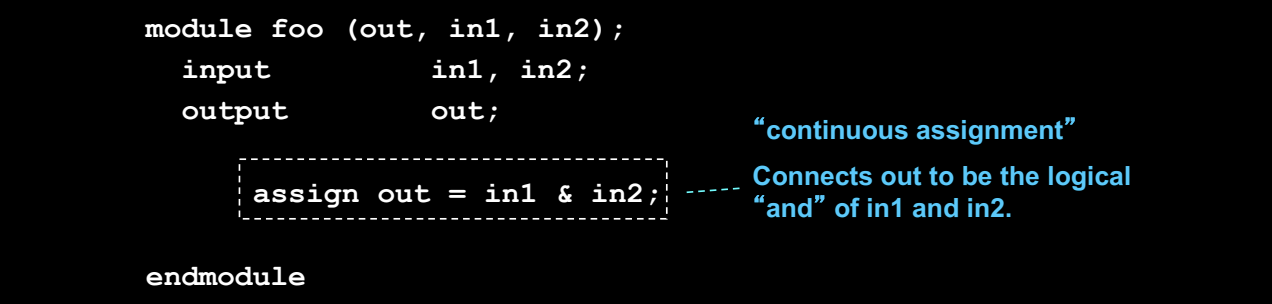 module foo (out, in1, in2);
input in1, in2;
output out;
“continuous assignment”
assign out = in1 & in2;
Connects out to be the logical
“and” of in1 and in2.
endmodule